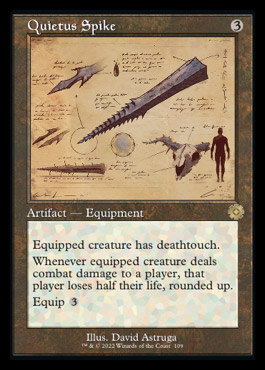 Quietus Spike 3
Artifact — Equipment
Equipped creature has deathtouch.
Whenever equipped creature deals
combat damage to a player, that
player loses half their life, rounded up.
Equip 3
Illus. David Astruga
™ & © 2022 Wizards of the Coast 109